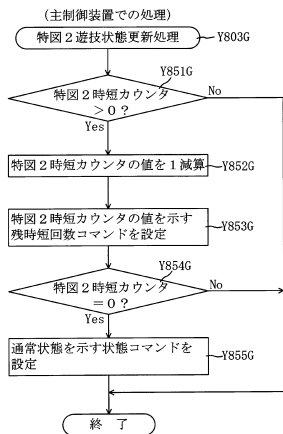 (主制御装置での処理)
特図２遊技状態更新処理
Y803G
Y851G
特図２時短カウンタ
＞０？
No
Yes
特図２時短カウンタの値を１減算
Y852G
特図２時短カウンタの値を示す
残時短回数コマンドを設定
Y853G
Y854G
特図２時短カウンタ
＝０？
No
Yes
通常状態を示す状態コマンドを
設定
Y855G
終　了